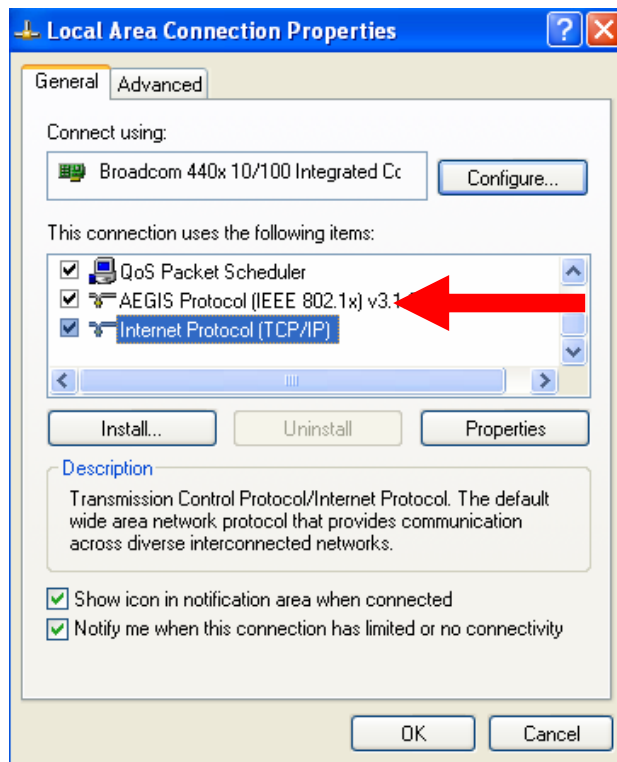 Local Area Connection Properties
General
Advanced
Connect using:
Broadcom 440x 10/100 Integrated Cc
Configure...
This connection uses the following items:
QoS Packet Scheduler
AEGIS Protocol (IEEE 802.1x)
Internet Protocol (TCP/IP)
Install...
Uninstall
Properties
Description
Transmission Control Protocol/Internet Protocol. The default
wide area network protocol that provides communication
across diverse interconnected networks.
Show icon in notification area when connected
Notify me when this connection has limited or no connectivity
OK
Cancel